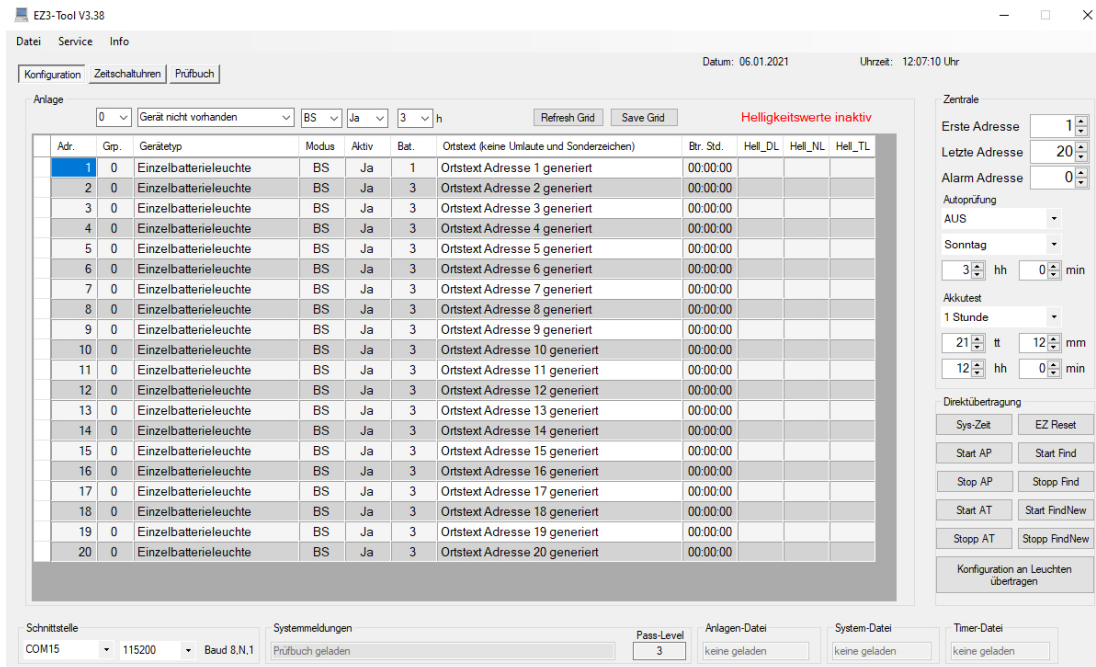 EZ3-Tool V3.38
Datei Service Info
Datum: 06.01.2021 Uhrzeit: 12:07:10 Uhr
Konfiguration Zeitschaltuhren Prüfbuch
Anlage
0 Gerät nicht vorhanden BS Ja 3 h Refresh Grid Save Grid Helligkeitswerte inaktiv
Adr. Grp. Gerätetyp Modus Aktiv Bat. Ortstext (keine Umlaute und Sonderzeichen) Btr. Std. Hell_DL Hell_NL Hell_TL
1 0 Einzelbatterieleuchte BS Ja 1 Ortstext Adresse 1 generiert 00:00:00
2 0 Einzelbatterieleuchte BS Ja 3 Ortstext Adresse 2 generiert 00:00:00
3 0 Einzelbatterieleuchte BS Ja 3 Ortstext Adresse 3 generiert 00:00:00
4 0 Einzelbatterieleuchte BS Ja 3 Ortstext Adresse 4 generiert 00:00:00
5 0 Einzelbatterieleuchte BS Ja 3 Ortstext Adresse 5 generiert 00:00:00
6 0 Einzelbatterieleuchte BS Ja 3 Ortstext Adresse 6 generiert 00:00:00
7 0 Einzelbatterieleuchte BS Ja 3 Ortstext Adresse 7 generiert 00:00:00
8 0 Einzelbatterieleuchte BS Ja 3 Ortstext Adresse 8 generiert 00:00:00
9 0 Einzelbatterieleuchte BS Ja 3 Ortstext Adresse 9 generiert 00:00:00
10 0 Einzelbatterieleuchte BS Ja 3 Ortstext Adresse 10 generiert 00:00:00
11 0 Einzelbatterieleuchte BS Ja 3 Ortstext Adresse 11 generiert 00:00:00
12 0 Einzelbatterieleuchte BS Ja 3 Ortstext Adresse 12 generiert 00:00:00
13 0 Einzelbatterieleuchte BS Ja 3 Ortstext Adresse 13 generiert 00:00:00
14 0 Einzelbatterieleuchte BS Ja 3 Ortstext Adresse 14 generiert 00:00:00
15 0 Einzelbatterieleuchte BS Ja 3 Ortstext Adresse 15 generiert 00:00:00
16 0 Einzelbatterieleuchte BS Ja 3 Ortstext Adresse 16 generiert 00:00:00
17 0 Einzelbatterieleuchte BS Ja 3 Ortstext Adresse 17 generiert 00:00:00
18 0 Einzelbatterieleuchte BS Ja 3 Ortstext Adresse 18 generiert 00:00:00
19 0 Einzelbatterieleuchte BS Ja 3 Ortstext Adresse 19 generiert 00:00:00
20 0 Einzelbatterieleuchte BS Ja 3 Ortstext Adresse 20 generiert 00:00:00
Zentrale
Erste Adresse 1
Letzte Adresse 20
Alarm Adresse 0
Autoprüfung
AUS
Sonntag
3 hh 0 min
Akkutest
1 Stunde
21 tt 12 mm
12 hh 0 min
Direktübertragung
Sys-Zeit EZ Reset
Start AP Start Find
Stop AP Stopp Find
Start AT Start FindNew
Stopp AT Stopp FindNew
Konfiguration an Leuchten
übertragen
Schnittstelle
COM15 115200 Baud 8,N,1
Systemmeldungen
Prüfbuch geladen
Pass-Level
3
Anlagen-Datei
keine geladen
System-Datei
keine geladen
Timer-Datei
keine geladen